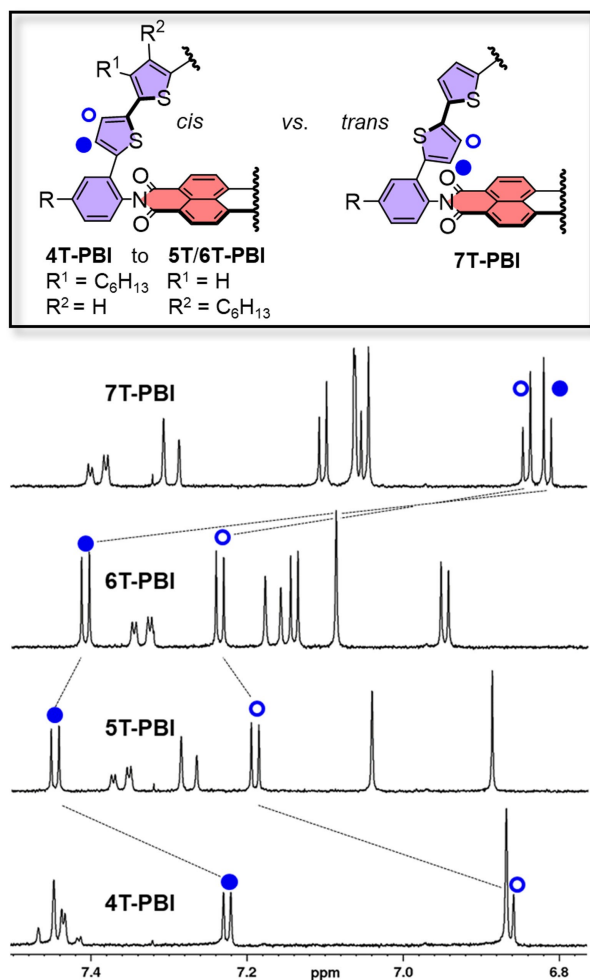 R²
R¹
S
cis
vs.
trans
S
S
S
O
R
N
O
O
R
N
O
4T-PBI to 5T/6T-PBI
R¹ = C₆H₁₃ R¹ = H
R² = H R² = C₆H₁₃
7T-PBI
7T-PBI
6T-PBI
5T-PBI
4T-PBI
7.4 7.2 ppm 7.0 6.8